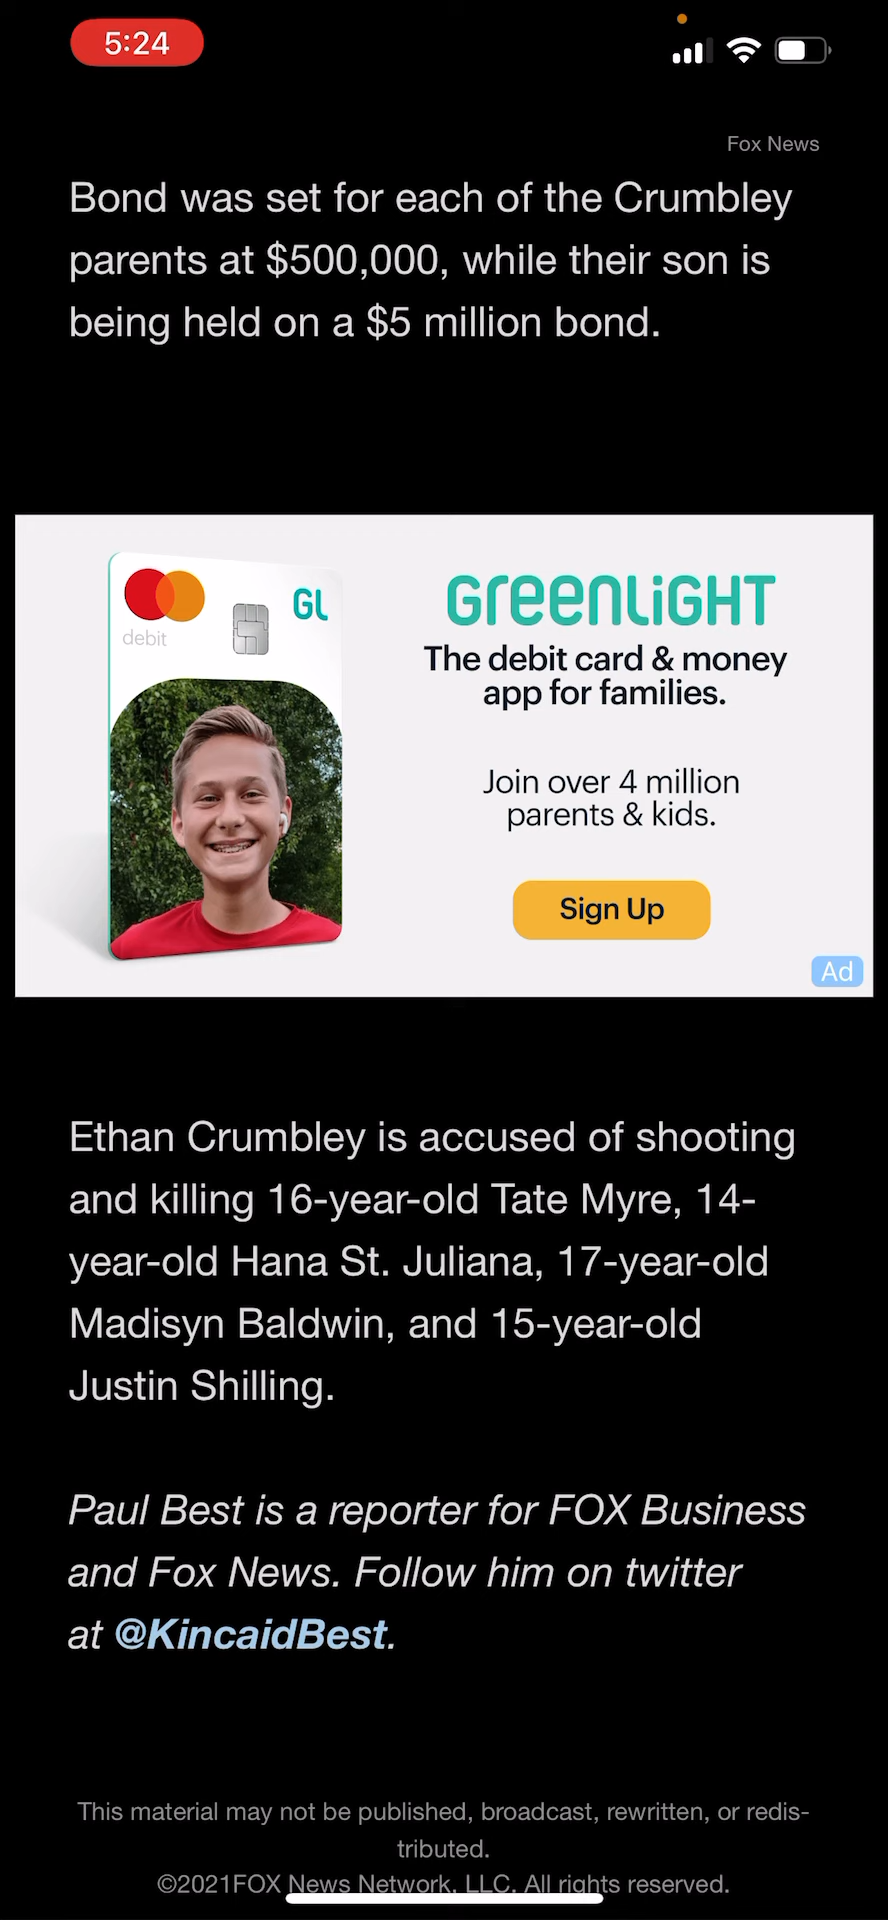 5:24
Fox News
Bond was set for each of the Crumbley
parents at $500,000, while their son is
being held on a $5 million bond.
debit
GL
GreenLiGHT
The debit card & money
app for families.
Join over 4 million
parents & kids.
Sign Up
Ad
Ethan Crumbley is accused of shooting
and killing 16-year-old Tate Myre, 14-
year-old Hana St. Juliana, 17-year-old
Madisyn Baldwin, and 15-year-old
Justin Shilling.
Paul Best is a reporter for FOX Business
and Fox News. Follow him on twitter
at @KincaidBest.
This material may not be published, broadcast, rewritten, or redis-
tributed.
©2021FOX News Network, LLC. All rights reserved.